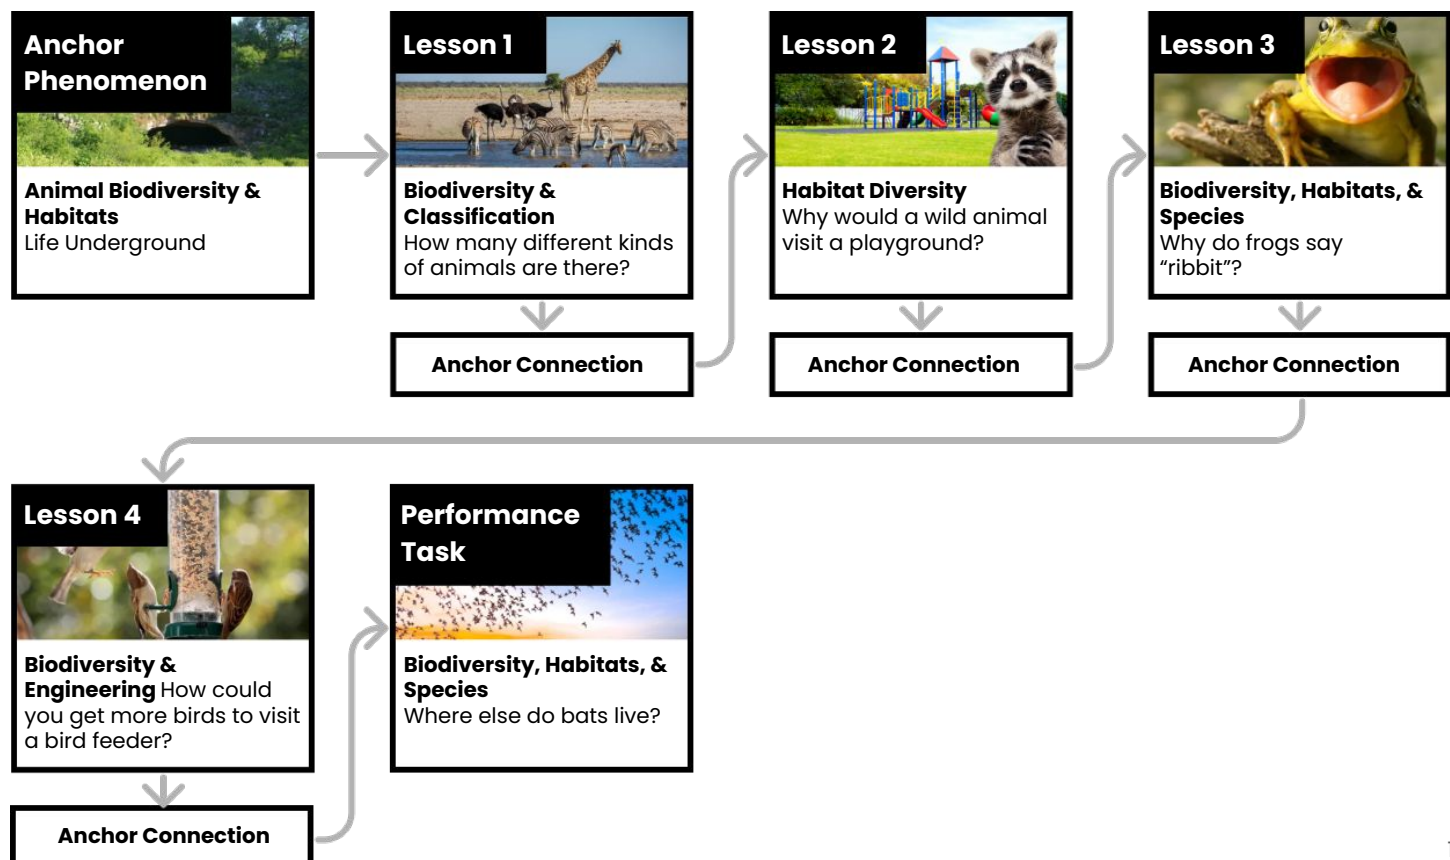 Anchor
Phenomenon
Animal Biodiversity &
Habitats
Life Underground
Lesson 1
Biodiversity &
Classification
How many different kinds
of animals are there?
Anchor Connection
Lesson 2
Habitat Diversity
Why would a wild animal
visit a playground?
Anchor Connection
Lesson 3
Biodiversity, Habitats, &
Species
Why do frogs say
“ribbit”?
Anchor Connection
Lesson 4
Biodiversity &
Engineering How could
you get more birds to visit
a bird feeder?
Anchor Connection
Performance
Task
Biodiversity, Habitats, &
Species
Where else do bats live?